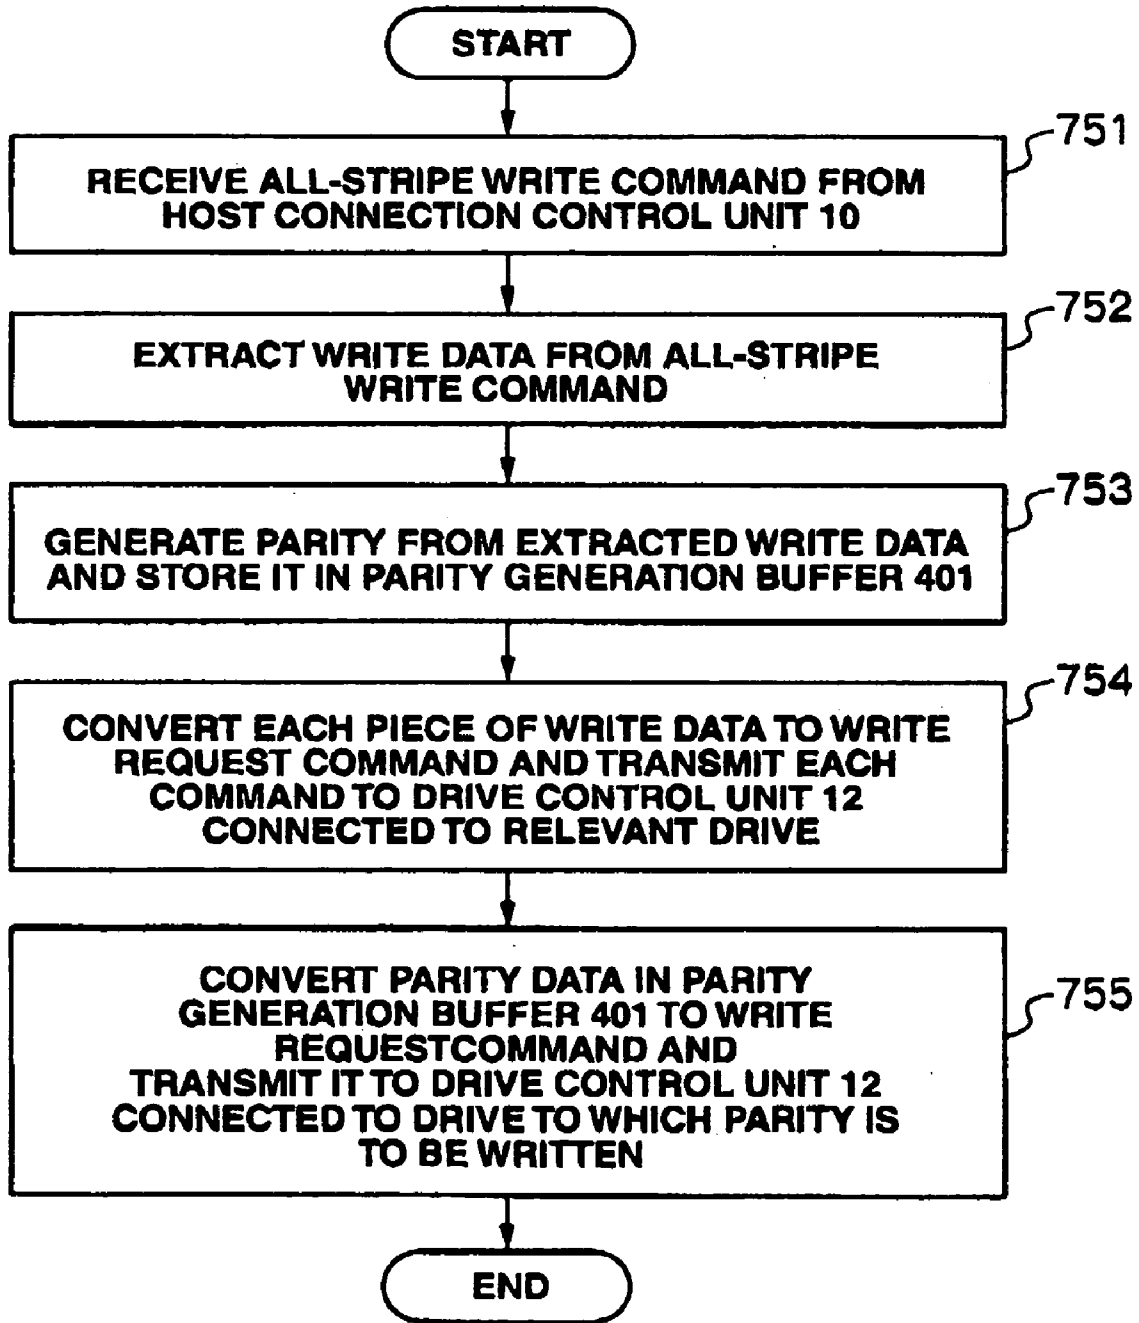 START
751
RECEIVE ALL-STRIPE WRITE COMMAND FROM
HOST CONNECTION CONTROL UNIT 10
752
EXTRACT WRITE DATA FROM ALL-STRIPE
WRITE COMMAND
753
GENERATE PARITY FROM EXTRACTED WRITE DATA
AND STORE IT IN PARITY GENERATION BUFFER 401
754
CONVERT EACH PIECE OF WRITE DATA TO WRITE
REQUEST COMMAND AND TRANSMIT EACH
COMMAND TO DRIVE CONTROL UNIT 12
CONNECTED TO RELEVANT DRIVE
755
CONVERT PARITY DATA IN PARITY
GENERATION BUFFER 401 TO WRITE
REQUESTCOMMAND AND
TRANSMIT IT TO DRIVE CONTROL UNIT 12
CONNECTED TO DRIVE TO WHICH PARITY IS
TO BE WRITTEN
END